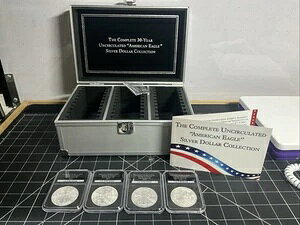 THE COMPLETE 30-YEAR
UNCIRCULATED "AMERICAN EAGLE"
SILVER DOLLAR COLLECTION
THE COMPLETE UNCIRCULATED
"AMERICAN EAGLE"
SILVER DOLLAR COLLECTION